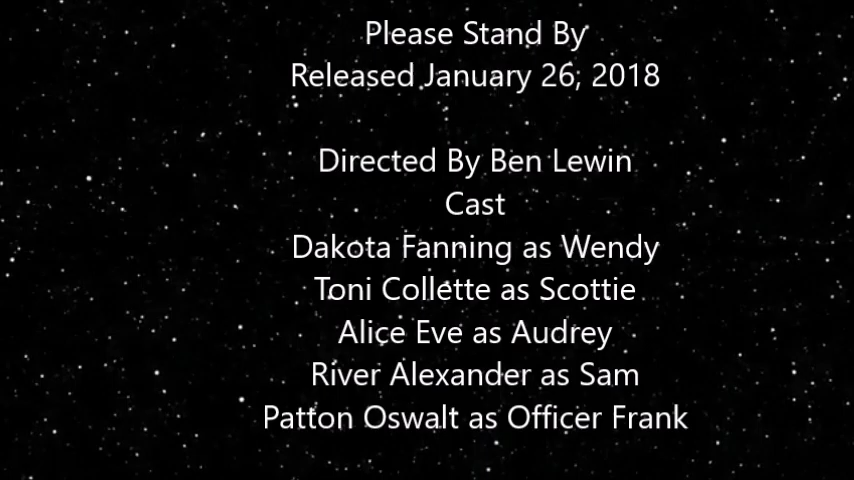 Please Stand By
Released January 26, 2018
Directed By Ben Lewin
Cast
Dakota Fanning as Wendy
Toni Collette as Scottie
Alice Eve as Audrey
River Alexander as Sam
Patton Oswalt as Officer Frank